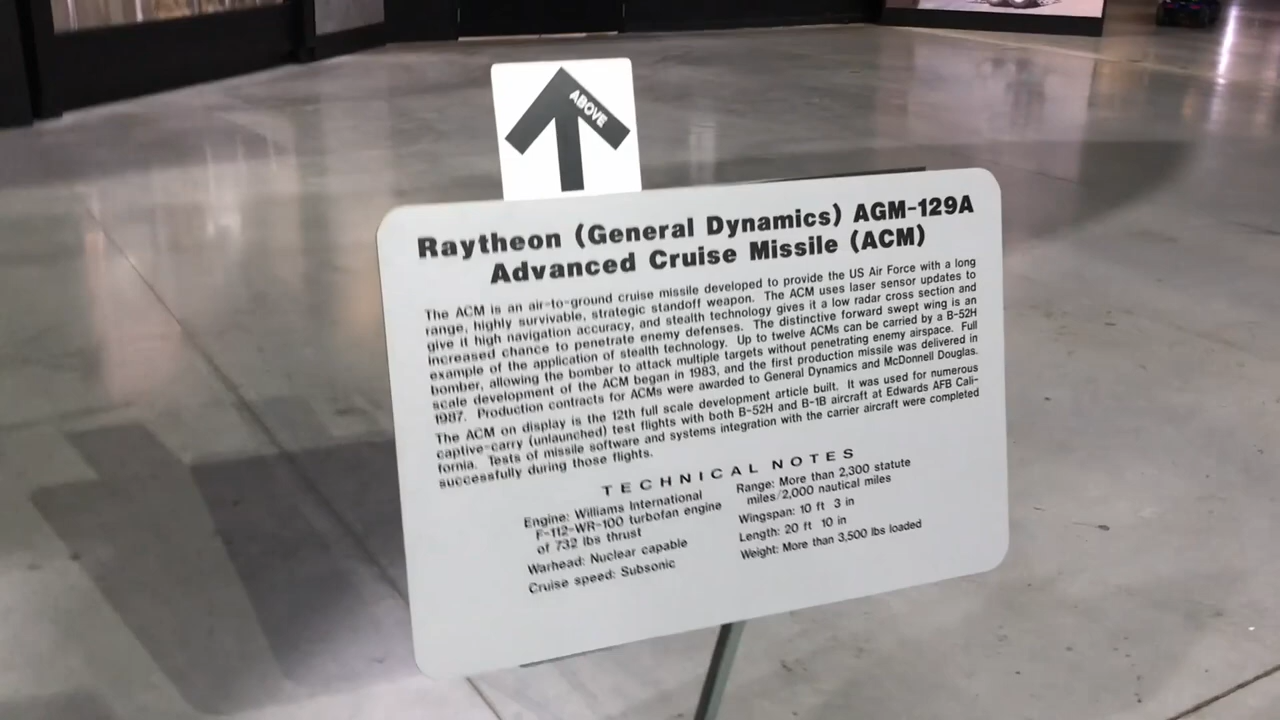 ABOVE
Raytheon (General Dynamics) AGM-129A
Advanced Cruise Missile (ACM)
The ACM is an air-to-ground cruise missile developed to provide the US Air Force with a long
range, highly survivable, strategic standoff weapon. The ACM uses laser sensor updates to
give it high navigation accuracy, and stealth technology gives it a low radar cross section and
increased chance to penetrate enemy defenses. The distinctive forward swept wing is an
example of the application of stealth technology. Up to twelve ACMs can be carried by a B-52H
bomber, allowing the bomber to attack multiple targets without penetrating enemy airspace. Full
scale development of the ACM began in 1983, and the first production missile was delivered in
1987. Production contracts for ACMs were awarded to General Dynamics and McDonnell Douglas.
The ACM on display is the 12th full scale development article built. It was used for numerous
captive-carry (unlaunched) test flights with both B-52H and B-1B aircraft at Edwards AFB Cali-
fornia. Tests of missile software and systems integration with the carrier aircraft were completed
successfully during those flights.
TECHNICAL NOTES
Engine: Williams International
F-112-WR-100 turbofan engine
of 732 lbs thrust
Warhead: Nuclear capable
Cruise speed: Subsonic
Range: More than 2,300 statute
miles/2,000 nautical miles
Wingspan: 10 ft 3 in
Length: 20 ft 10 in
Weight: More than 3,500 lbs loaded